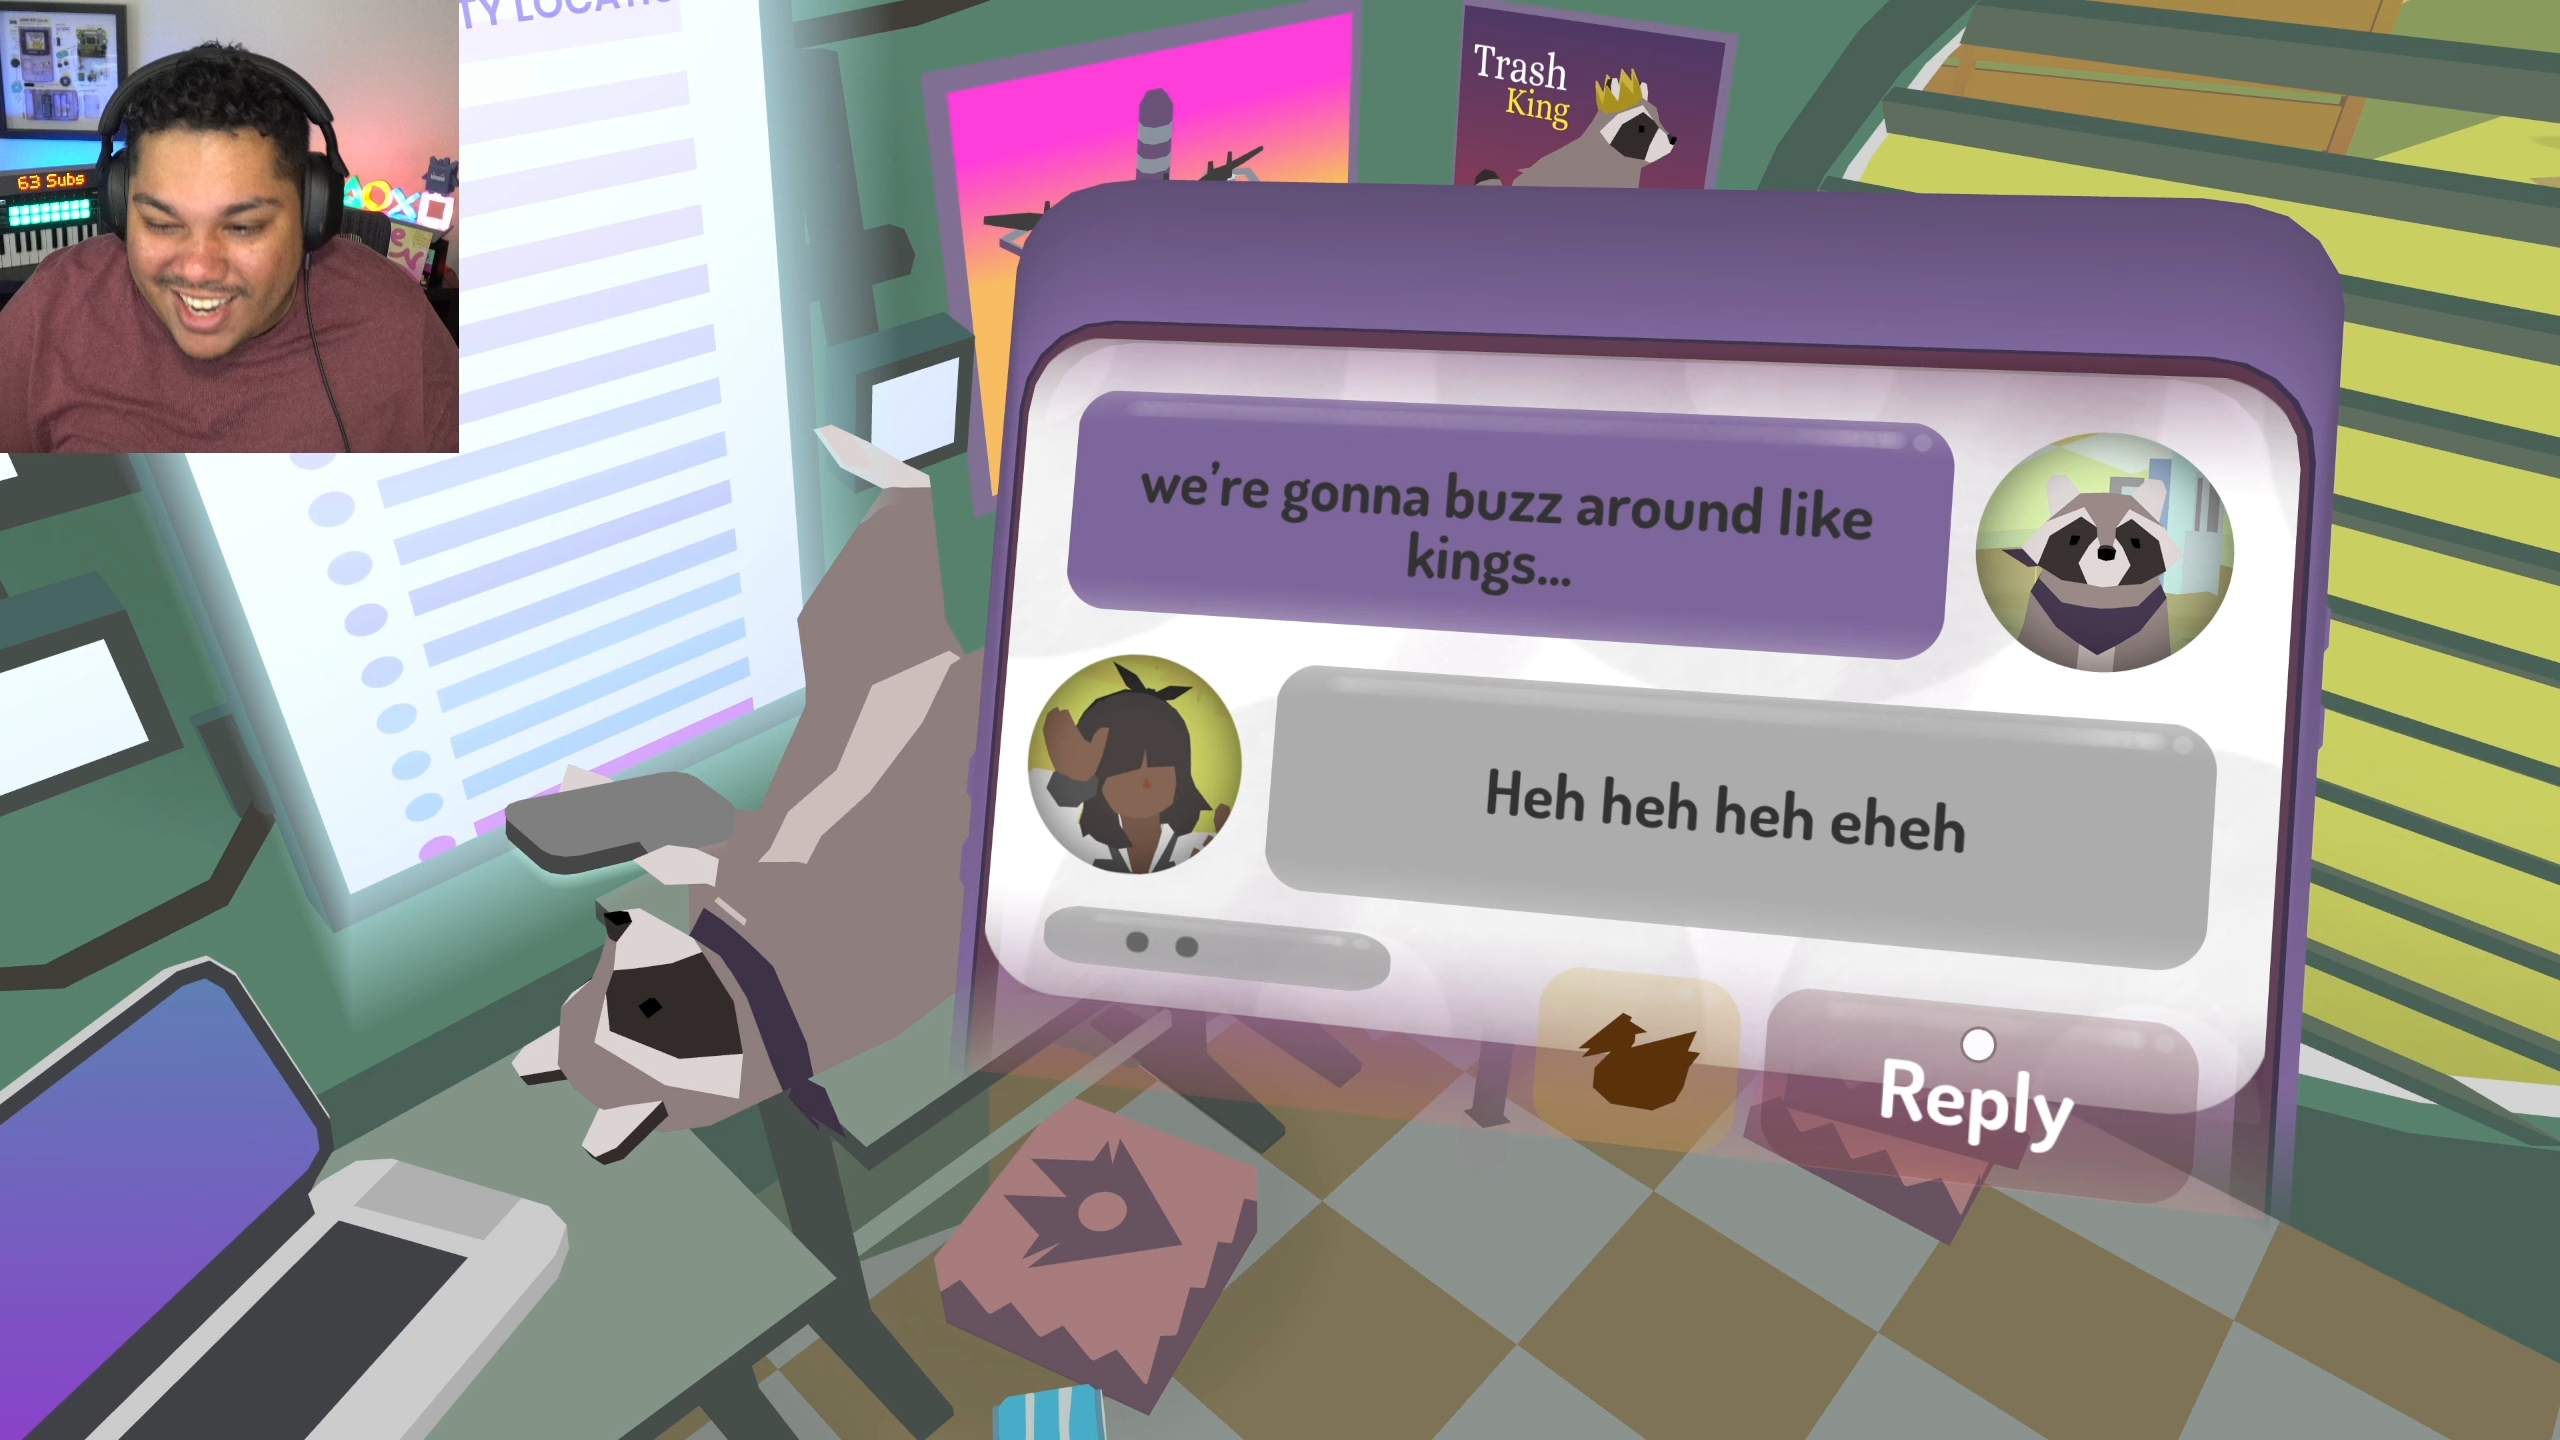 63 Subs
Trash
King
we're gonna buzz around like
kings...
Heh heh heh eheh
Reply